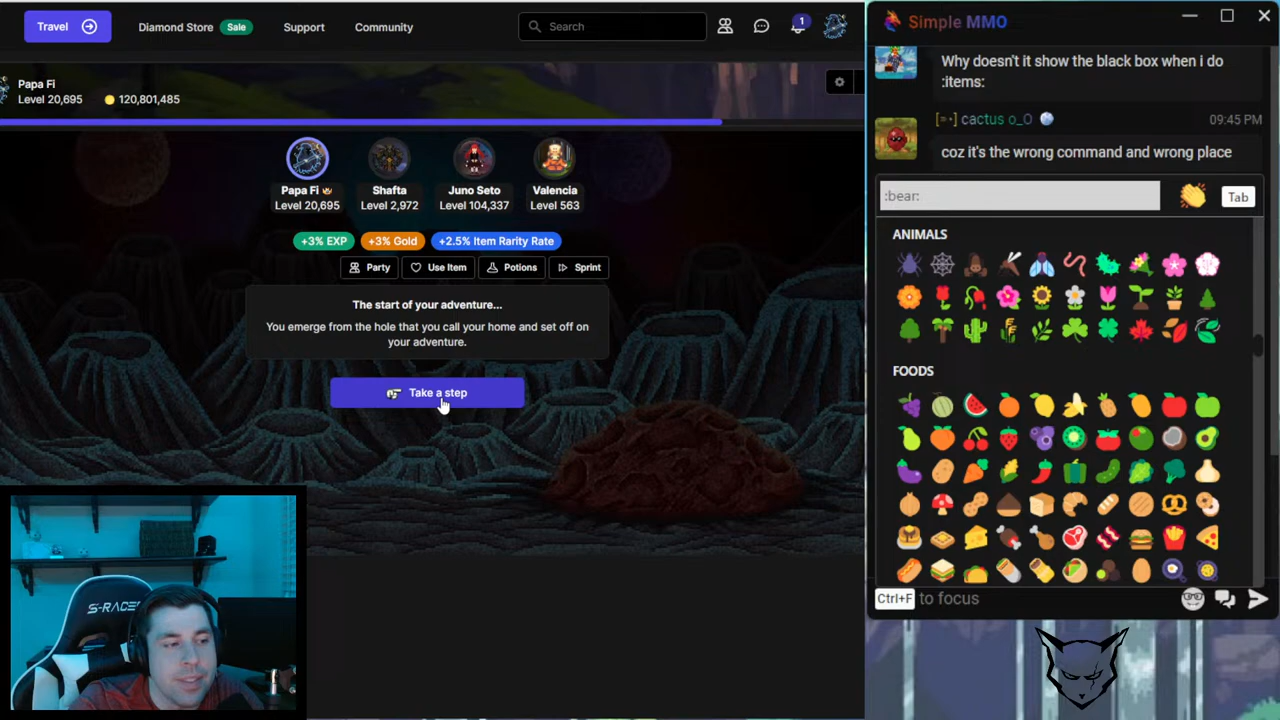 Travel
Diamond Store
Sale
Support
Community
Search
1
Papa Fi
Level 20,695
120,801,485
Papa Fi
Level 20,695
Shafta
Level 2,972
Juno Seto
Level 104,337
Valencia
Level 563
+3% EXP
+3% Gold
+2.5% Item Rarity Rate
Party
Use Item
Potions
Sprint
The start of your adventure...
You emerge from the hole that you call your home and set off on
your adventure.
Take a step
S-RACER
Simple MMO
Why doesn't it show the black box when i do
:items:
cactus o_O
09:45 PM
coz it's the wrong command and wrong place
:bear:
Tab
ANIMALS
FOODS
Ctrl+F to focus